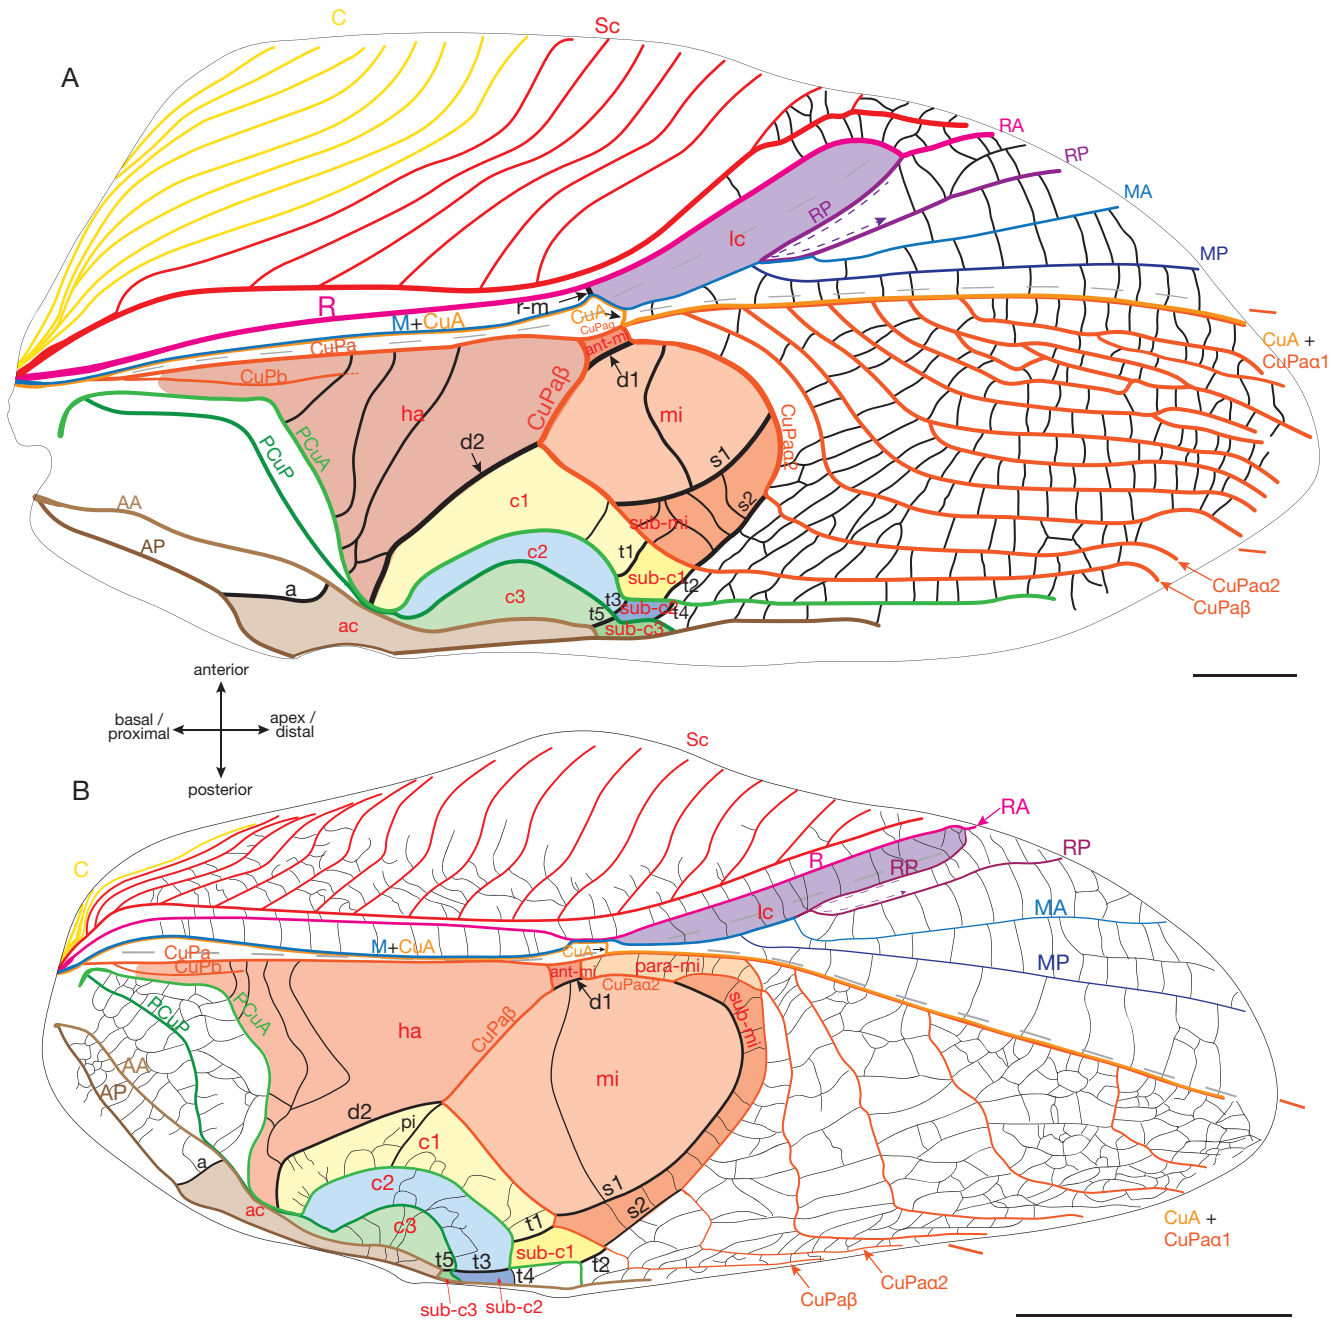 C
Sc
A
RA
RP
MA
RP
lc
MP
r-m
R
CuA
CuPaα
M+CuA
CuPa
ant-mi
CuA +
CuPaα1
CuPb
d1
CuPaβ
ha
mi
CuPaα2
PCuA
d2
PCuP
s1
c1
s2
AA
sub-mi
AP
c2
t1
sub-c1
t2
CuPaα2
a
c3
t3
sub-c2
t4
CuPaβ
t5
ac
sub-c3
anterior
basal /
proximal
apex /
distal
posterior
Sc
B
RA
C
R
RP
RP
lc
MA
M+CuA
CuA
CuPa
CuPb
ant-mi
para-mi
MP
CuPaα2
d1
PCuP
PCuA
sub-mi
ha
CuPaβ
AA
mi
AP
d2
pi
c1
a
c2
s1
ac
c3
s2
t1
CuA +
CuPaα1
t5
t3
sub-c1
t4
t2
CuPaα2
CuPaβ
sub-c3
sub-c2